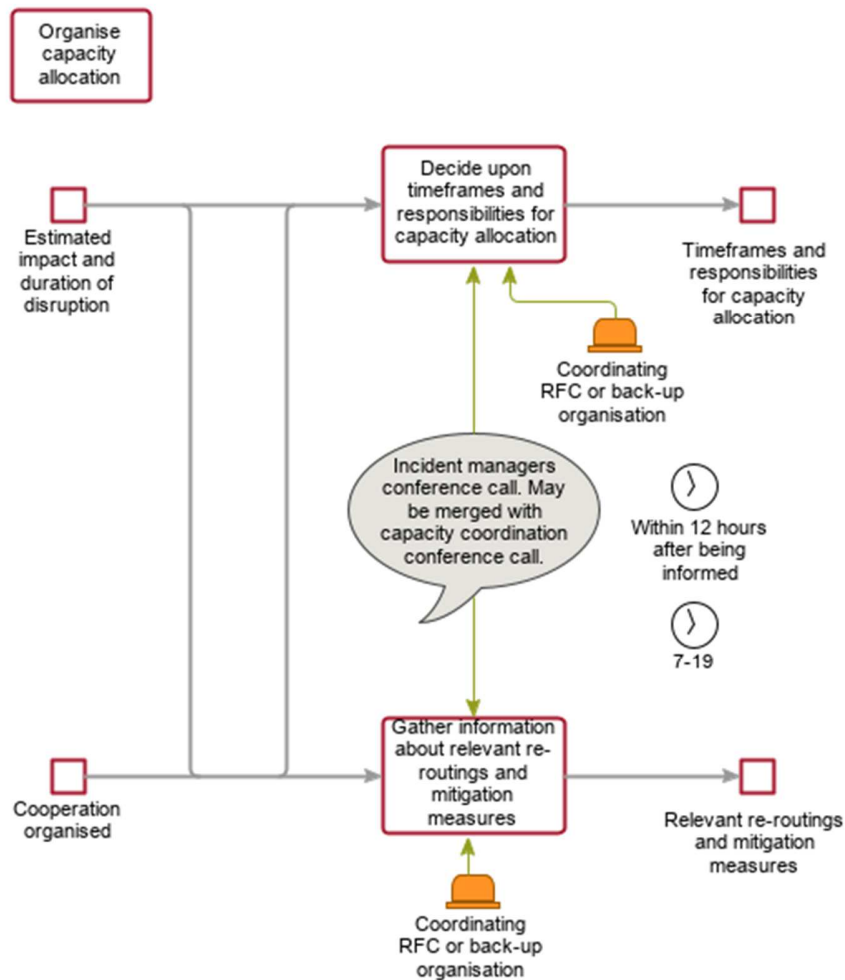 Organise
capacity
allocation
Decide upon
timeframes and
responsibilities for
capacity allocation
Estimated
impact and
duration of
disruption
Timeframes and
responsibilities
for capacity
allocation
Coordinating
RFC or back-up
organisation
Incident managers
conference call. May
be merged with
capacity coordination
conference call.
Within 12 hours
after being
informed
7-19
Gather information
about relevant re-
routings and
mitigation
measures
Cooperation
organised
Relevant re-routings
and mitigation
measures
Coordinating
RFC or back-up
organisation